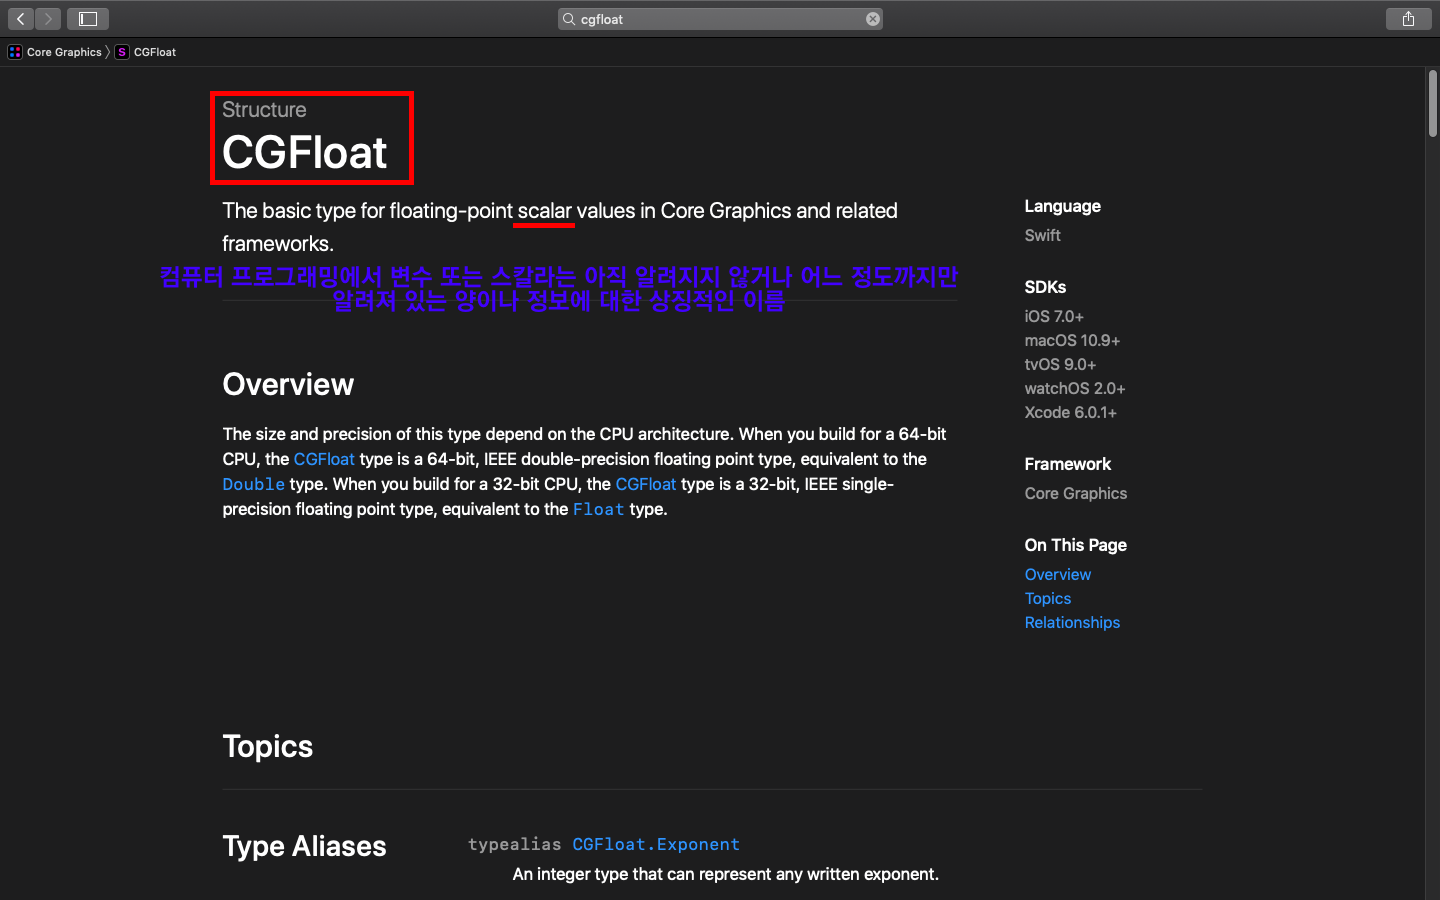 cgfloat
Core Graphics
S CGFloat
Structure
CGFloat
The basic type for floating-point scalar values in Core Graphics and related
frameworks.
컴퓨터 프로그래밍에서 변수 또는 스칼라는 아직 알려지지 않거나 어느 정도까지만
알려져 있는 양이나 정보에 대한 상징적인 이름
Overview
The size and precision of this type depend on the CPU architecture. When you build for a 64-bit
CPU, the CGFloat type is a 64-bit, IEEE double-precision floating point type, equivalent to the
Double type. When you build for a 32-bit CPU, the CGFloat type is a 32-bit, IEEE single-
precision floating point type, equivalent to the Float type.
Language
Swift
SDKs
iOS 7.0+
macOS 10.9+
tvOS 9.0+
watchOS 2.0+
Xcode 6.0.1+
Framework
Core Graphics
On This Page
Overview
Topics
Relationships
Topics
Type Aliases
typealias CGFloat.Exponent
An integer type that can represent any written exponent.